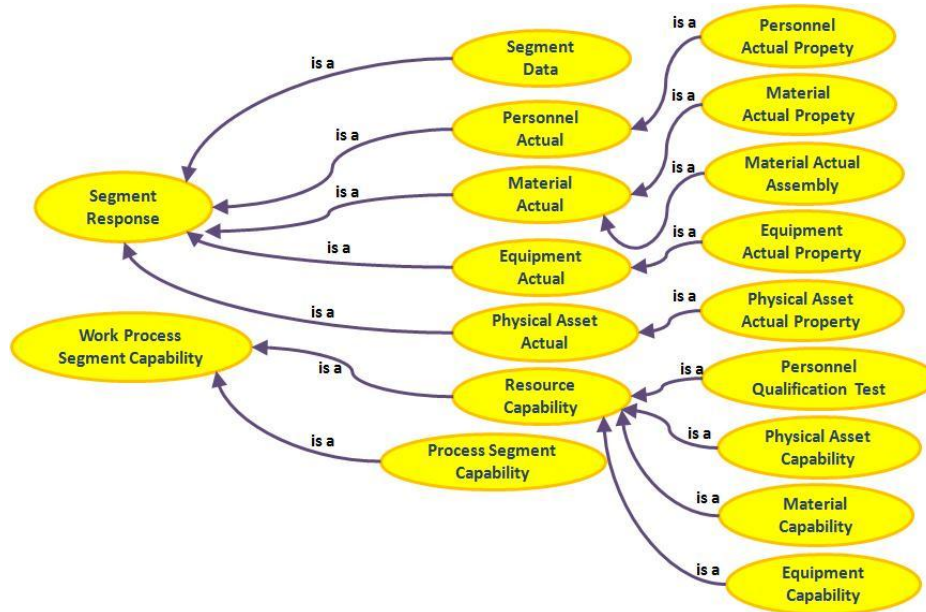 Personnel
Actual Propety
is a
Segment
Data
is a
Material
Actual Propety
is a
Personnel
Actual
is a
Material Actual
Assembly
is a
Segment
Response
Material
Actual
is a
is a
Equipment
Actual Property
is a
Equipment
Actual
is a
Physical Asset
Actual Property
is a
Physical Asset
Actual
is a
Work Process
Segment Capability
Personnel
Qualification Test
is a
Resource
Capability
is a
Physical Asset
Capability
is a
Process Segment
Capability
is a
Material
Capability
is a
Equipment
Capability
is a